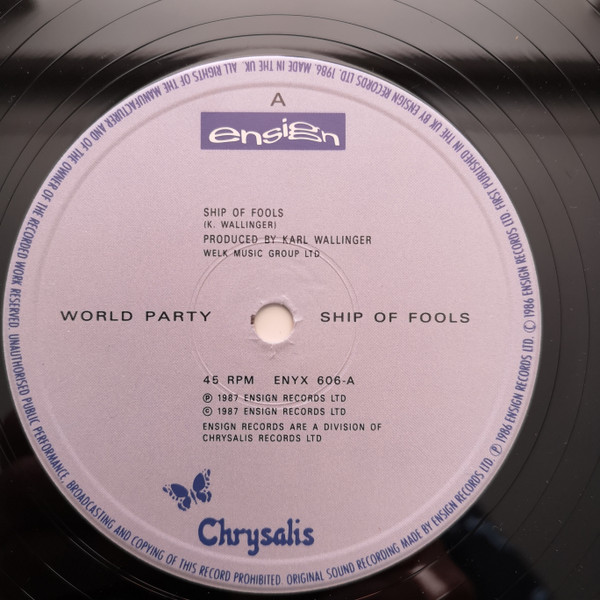 A
ensign
SHIP OF FOOLS
(K. WALLINGER)
PRODUCED BY KARL WALLINGER
WELK MUSIC GROUP LTD
WORLD PARTY
SHIP OF FOOLS
45 RPM ENYX 606-A
Ⓟ 1987 ENSIGN RECORDS LTD
© 1987 ENSIGN RECORDS LTD
ENSIGN RECORDS ARE A DIVISION OF
CHRYSALIS RECORDS LTD
Chrysalis
Ⓟ 1986 ENSIGN RECORDS LTD. © 1986 ENSIGN RECORDS LTD. FIRST PUBLISHED IN THE UK BY ENSIGN RECORDS LTD. 1986. MADE IN THE UK. ALL RIGHTS OF THE MANUFACTURER AND OF THE OWNER OF THE RECORDED WORK RESERVED. UNAUTHORISED PUBLIC PERFORMANCE, BROADCASTING AND COPYING OF THIS RECORD PROHIBITED. ORIGINAL SOUND RECORDING MADE BY ENSIGN RECORDS LTD.